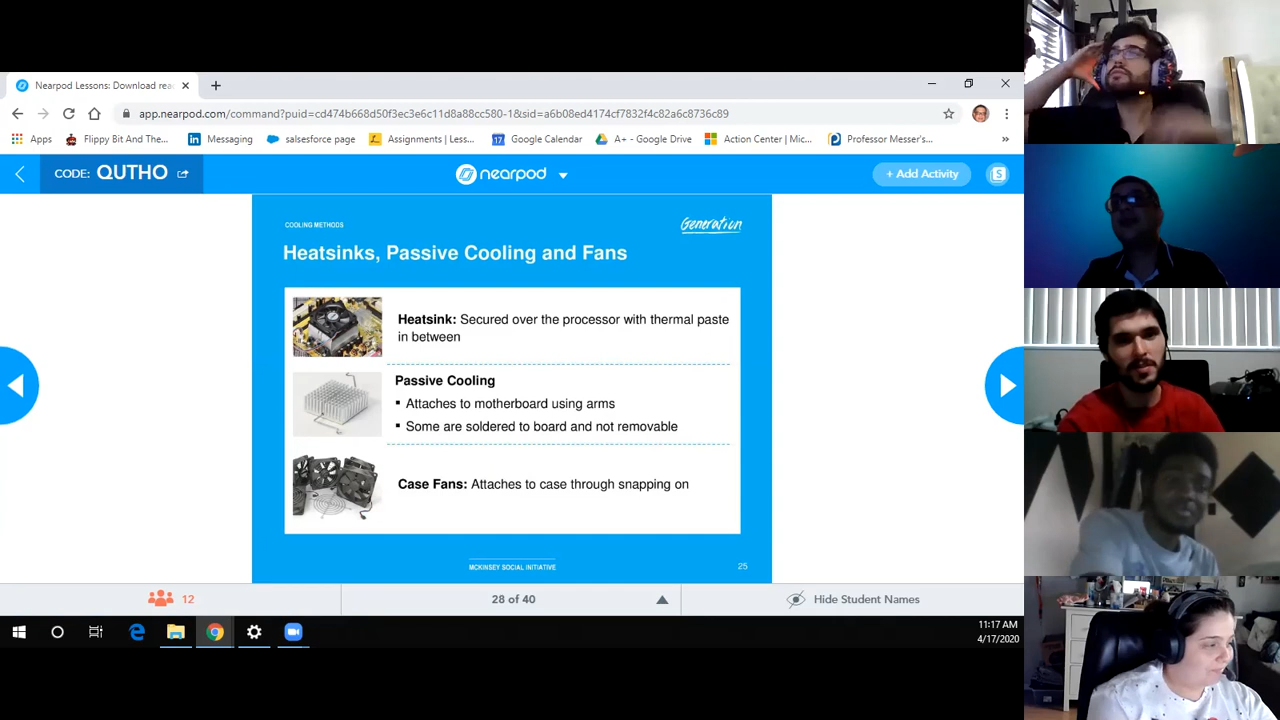 Nearpod Lessons: Download rea
app.nearpod.com/command?puid=cd474b668d50f3ec3e6c11d8a88cc580-1&sid=a6b08ed4174cf7832f4c82a6c8736c89
Apps Flippy Bit And The... Messaging salsesforce page Assignments | Less... Google Calendar A+ - Google Drive Action Center | Mic... Professor Messer's...
CODE: QUTHO nearpod + Add Activity
COOLING METHODS
Generation
Heatsinks, Passive Cooling and Fans
Heatsink: Secured over the processor with thermal paste
in between
Passive Cooling
▪ Attaches to motherboard using arms
▪ Some are soldered to board and not removable
Case Fans: Attaches to case through snapping on
MCKINSEY SOCIAL INITIATIVE
25
12 28 of 40 Hide Student Names
11:17 AM
4/17/2020